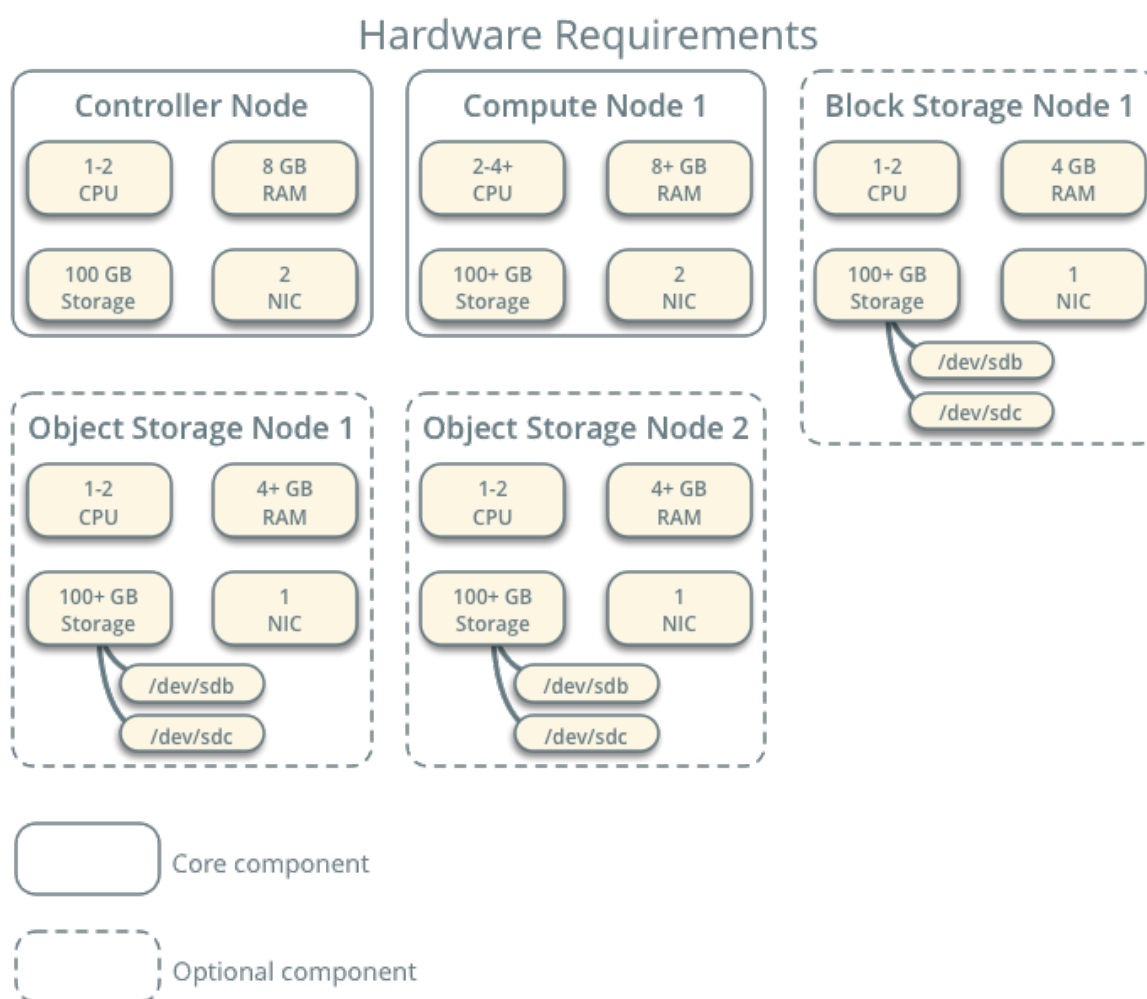 Hardware Requirements
Controller Node
1-2
CPU
8 GB
RAM
100 GB
Storage
2
NIC
Compute Node 1
2-4+
CPU
8+ GB
RAM
100+ GB
Storage
2
NIC
Block Storage Node 1
1-2
CPU
4 GB
RAM
100+ GB
Storage
1
NIC
/dev/sdb
/dev/sdc
Object Storage Node 1
1-2
CPU
4+ GB
RAM
100+ GB
Storage
1
NIC
/dev/sdb
/dev/sdc
Object Storage Node 2
1-2
CPU
4+ GB
RAM
100+ GB
Storage
1
NIC
/dev/sdb
/dev/sdc
Core component
Optional component